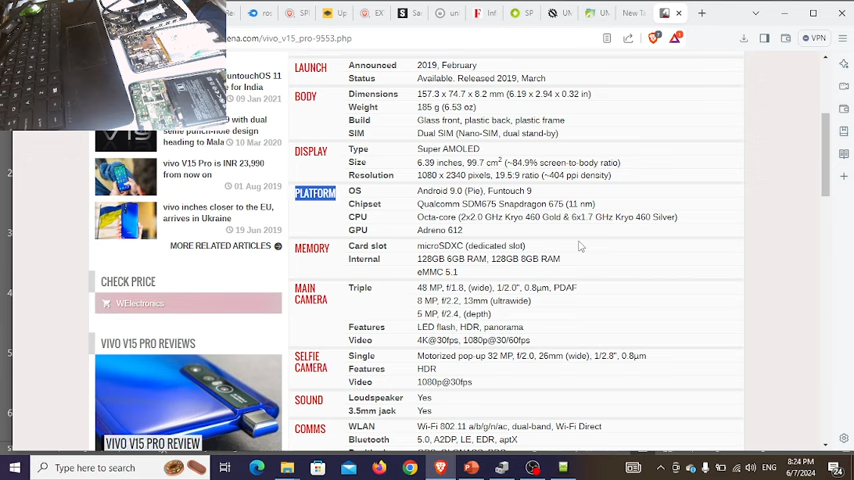 SP
Up
EX
S
un
Inf
SP
UM
UM
New Ta
ena.com/vivo_v15_pro-9553.php
VPN
untouchOS 11
e for India
09 Jan 2021
V19
9 with dual
selfie punch-hole design
heading to Mala
10 Mar 2020
vivo V15 Pro is INR 23,990
from now on
01 Aug 2019
vivo inches closer to the EU,
arrives in Ukraine
19 Jun 2019
MORE RELATED ARTICLES
CHECK PRICE
WElectronics
VIVO V15 PRO REVIEWS
VIVO V15 PRO REVIEW
LAUNCH Announced 2019, February
Status Available. Released 2019, March
BODY Dimensions 157.3 x 74.7 x 8.2 mm (6.19 x 2.94 x 0.32 in)
Weight 185 g (6.53 oz)
Build Glass front, plastic back, plastic frame
SIM Dual SIM (Nano-SIM, dual stand-by)
DISPLAY Type Super AMOLED
Size 6.39 inches, 99.7 cm2 (~84.9% screen-to-body ratio)
Resolution 1080 x 2340 pixels, 19.5:9 ratio (~404 ppi density)
PLATFORM OS Android 9.0 (Pie), Funtouch 9
Chipset Qualcomm SDM675 Snapdragon 675 (11 nm)
CPU Octa-core (2x2.0 GHz Kryo 460 Gold & 6x1.7 GHz Kryo 460 Silver)
GPU Adreno 612
MEMORY Card slot microSDXC (dedicated slot)
Internal 128GB 6GB RAM, 128GB 8GB RAM
eMMC 5.1
MAIN CAMERA Triple 48 MP, f/1.8, (wide), 1/2.0", 0.8µm, PDAF
8 MP, f/2.2, 13mm (ultrawide)
5 MP, f/2.4, (depth)
Features LED flash, HDR, panorama
Video 4K@30fps, 1080p@30/60fps
SELFIE CAMERA Single Motorized pop-up 32 MP, f/2.0, 26mm (wide), 1/2.8", 0.8µm
Features HDR
Video 1080p@30fps
SOUND Loudspeaker Yes
3.5mm jack Yes
COMMS WLAN Wi-Fi 802.11 a/b/g/n/ac, dual-band, Wi-Fi Direct
Bluetooth 5.0, A2DP, LE, EDR, aptX
Type here to search
ENG
8:24 PM
6/7/2024
24